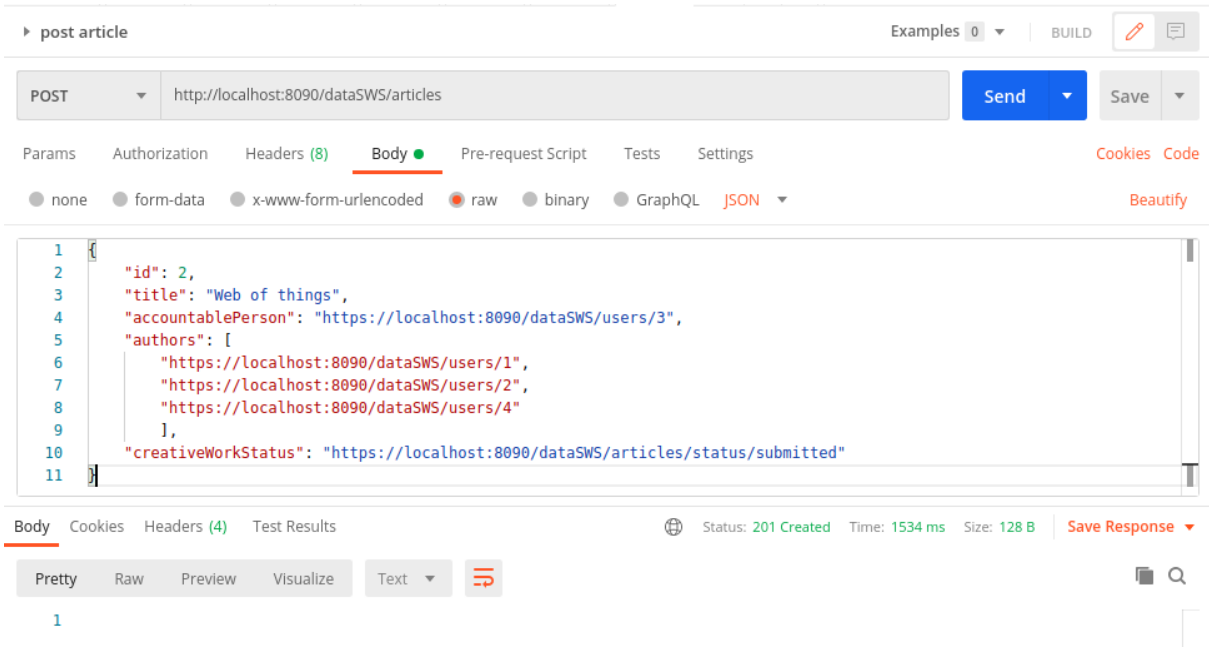 post article Examples 0 BUILD
POST http://localhost:8090/dataSWS/articles Send Save
Params Authorization Headers (8) Body Pre-request Script Tests Settings Cookies Code
none form-data x-www-form-urlencoded raw binary GraphQL JSON Beautify
1 {
2 "id": 2,
3 "title": "Web of things",
4 "accountablePerson": "https://localhost:8090/dataSWS/users/3",
5 "authors": [
6 "https://localhost:8090/dataSWS/users/1",
7 "https://localhost:8090/dataSWS/users/2",
8 "https://localhost:8090/dataSWS/users/4"
9 ],
10 "creativeWorkStatus": "https://localhost:8090/dataSWS/articles/status/submitted"
11 }
Body Cookies Headers (4) Test Results Status: 201 Created Time: 1534 ms Size: 128 B Save Response
Pretty Raw Preview Visualize Text
1